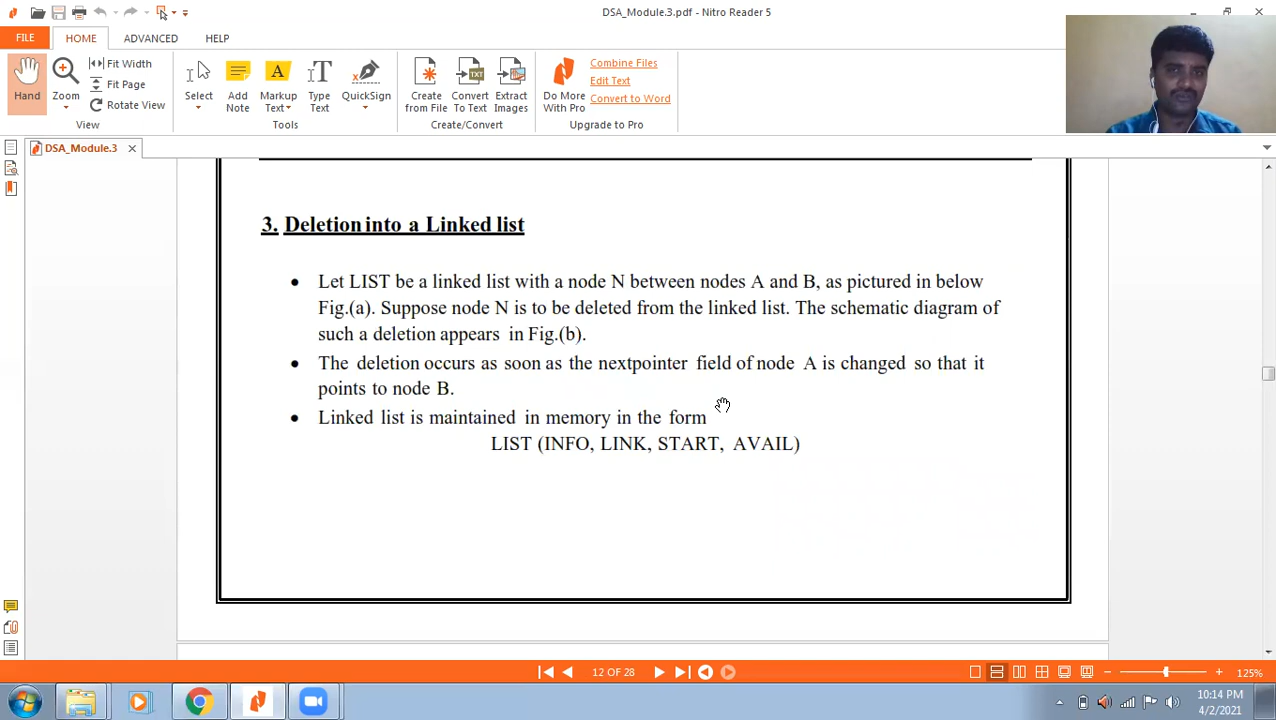 DSA_Module.3.pdf - Nitro Reader 5
FILE
HOME
ADVANCED
HELP
Hand
Zoom
Fit Width
Fit Page
Rotate View
View
Select
Add
Note
Markup
Text
Type
Text
QuickSign
Tools
Create
from File
Convert
To Text
Extract
Images
Create/Convert
Do More
With Pro
Combine Files
Edit Text
Convert to Word
Upgrade to Pro
DSA_Module.3
3. Deletion into a Linked list
• Let LIST be a linked list with a node N between nodes A and B, as pictured in below
Fig.(a). Suppose node N is to be deleted from the linked list. The schematic diagram of
such a deletion appears in Fig.(b).
• The deletion occurs as soon as the nextpointer field of node A is changed so that it
points to node B.
• Linked list is maintained in memory in the form
LIST (INFO, LINK, START, AVAIL)
12 OF 28
125%
10:14 PM
4/2/2021